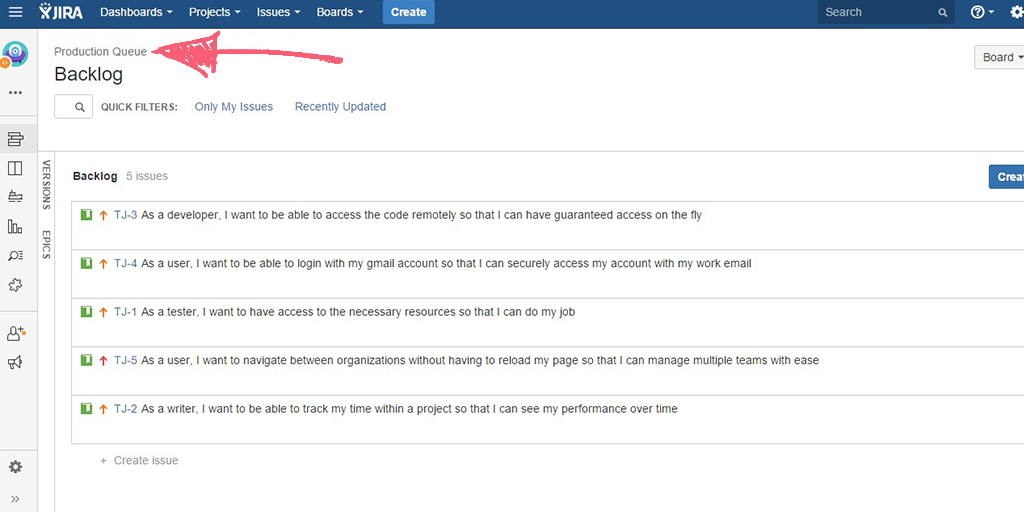 JIRA Dashboards Projects Issues Boards Create Search
Production Queue
Backlog
Board
QUICK FILTERS: Only My Issues Recently Updated
VERSIONS
EPICS
Backlog 5 issues
Creat
TJ-3 As a developer, I want to be able to access the code remotely so that I can have guaranteed access on the fly
TJ-4 As a user, I want to be able to login with my gmail account so that I can securely access my account with my work email
TJ-1 As a tester, I want to have access to the necessary resources so that I can do my job
TJ-5 As a user, I want to navigate between organizations without having to reload my page so that I can manage multiple teams with ease
TJ-2 As a writer, I want to be able to track my time within a project so that I can see my performance over time
+ Create issue